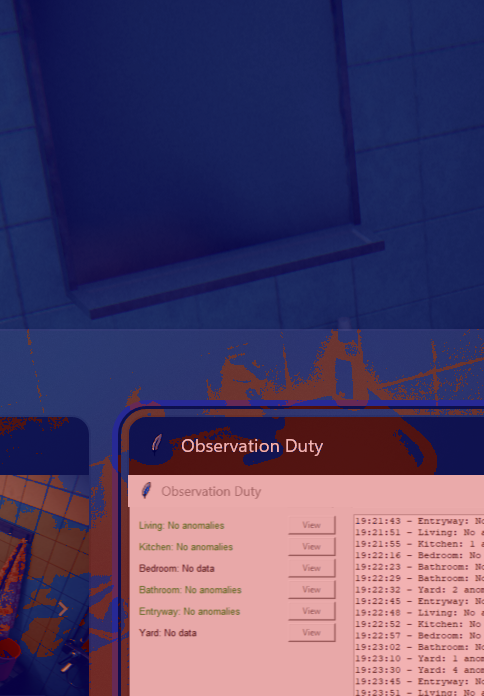 Observation Duty
Observation Duty
Living: No anomalies View
Kitchen: No anomalies View
Bedroom: No data View
Bathroom: No anomalies View
Entryway: No anomalies View
Yard: No data View
19:21:43 - Entryway: No
19:21:51 - Living: No a
19:21:55 - Kitchen: 1 a
19:22:16 - Bedroom: No
19:22:23 - Bathroom: No
19:22:29 - Bathroom: No
19:22:32 - Yard: 2 anom
19:22:45 - Entryway: No
19:22:48 - Living: No a
19:22:52 - Kitchen: No
19:22:57 - Bedroom: No
19:23:02 - Bathroom: No
19:23:10 - Yard: 1 anom
19:23:30 - Yard: 4 anom
19:23:45 - Entryway: No
19:23:51 - Living: No a